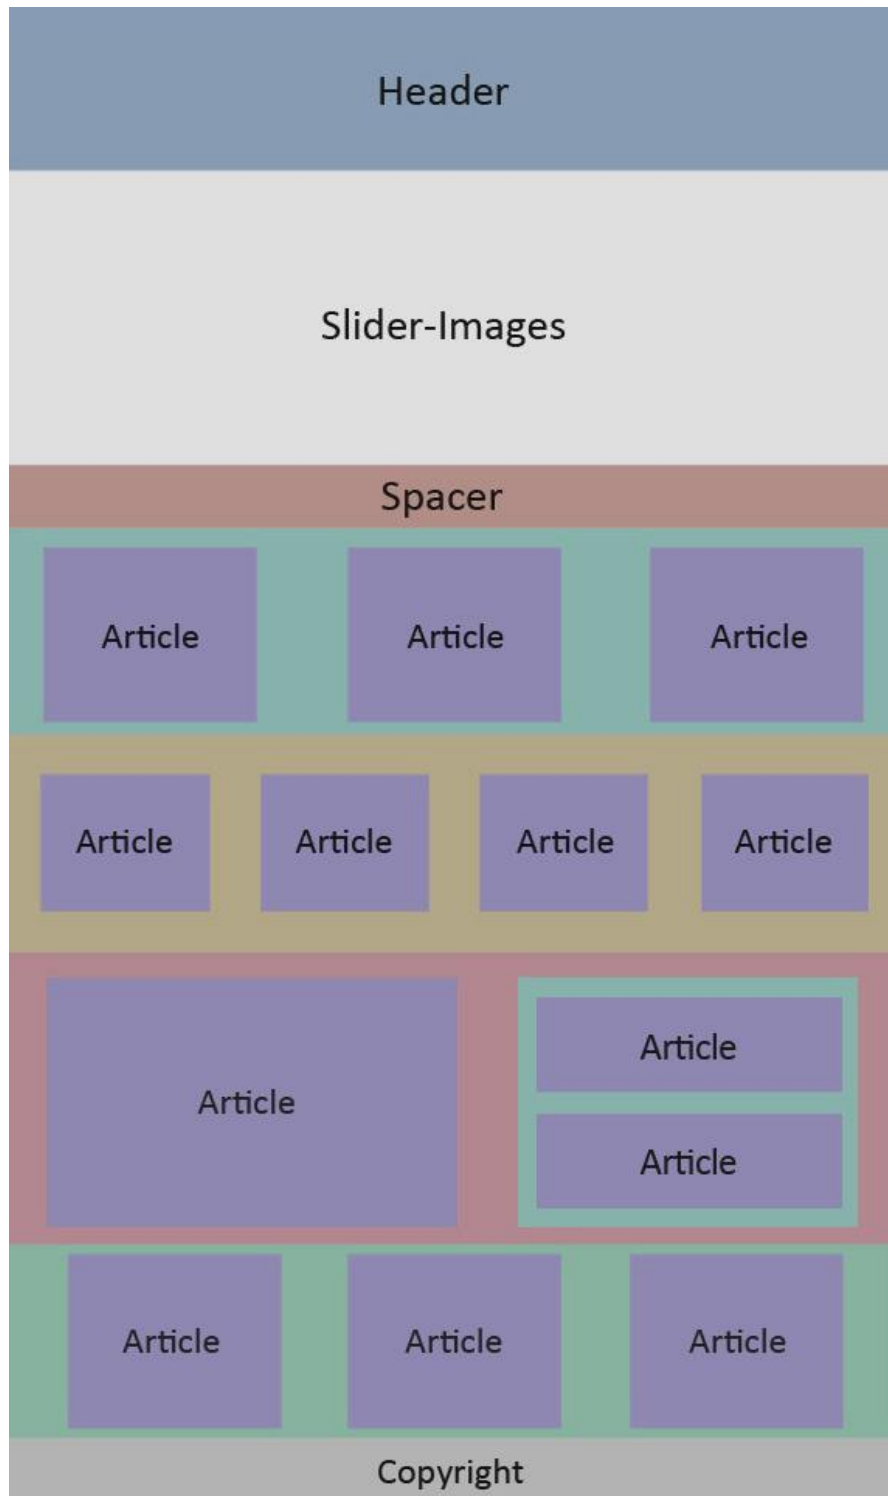 Header
Slider-Images
Spacer
Article Article Article
Article Article Article Article
Article
Article
Article
Article Article Article
Copyright